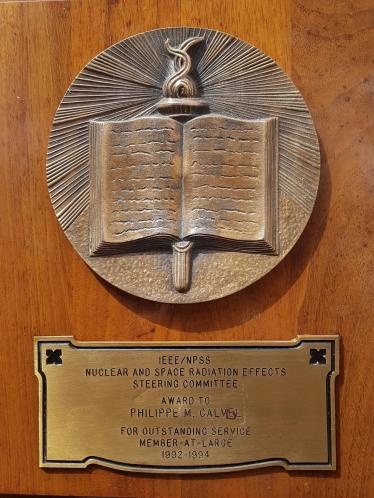 IEEE/NPSS
NUCLEAR AND SPACE RADIATION EFFECTS
STEERING COMMITTEE
AWARD TO
PHILIPPE M. CALVEL
FOR OUTSTANDING SERVICE
MEMBER-AT-LARGE
1992-1994